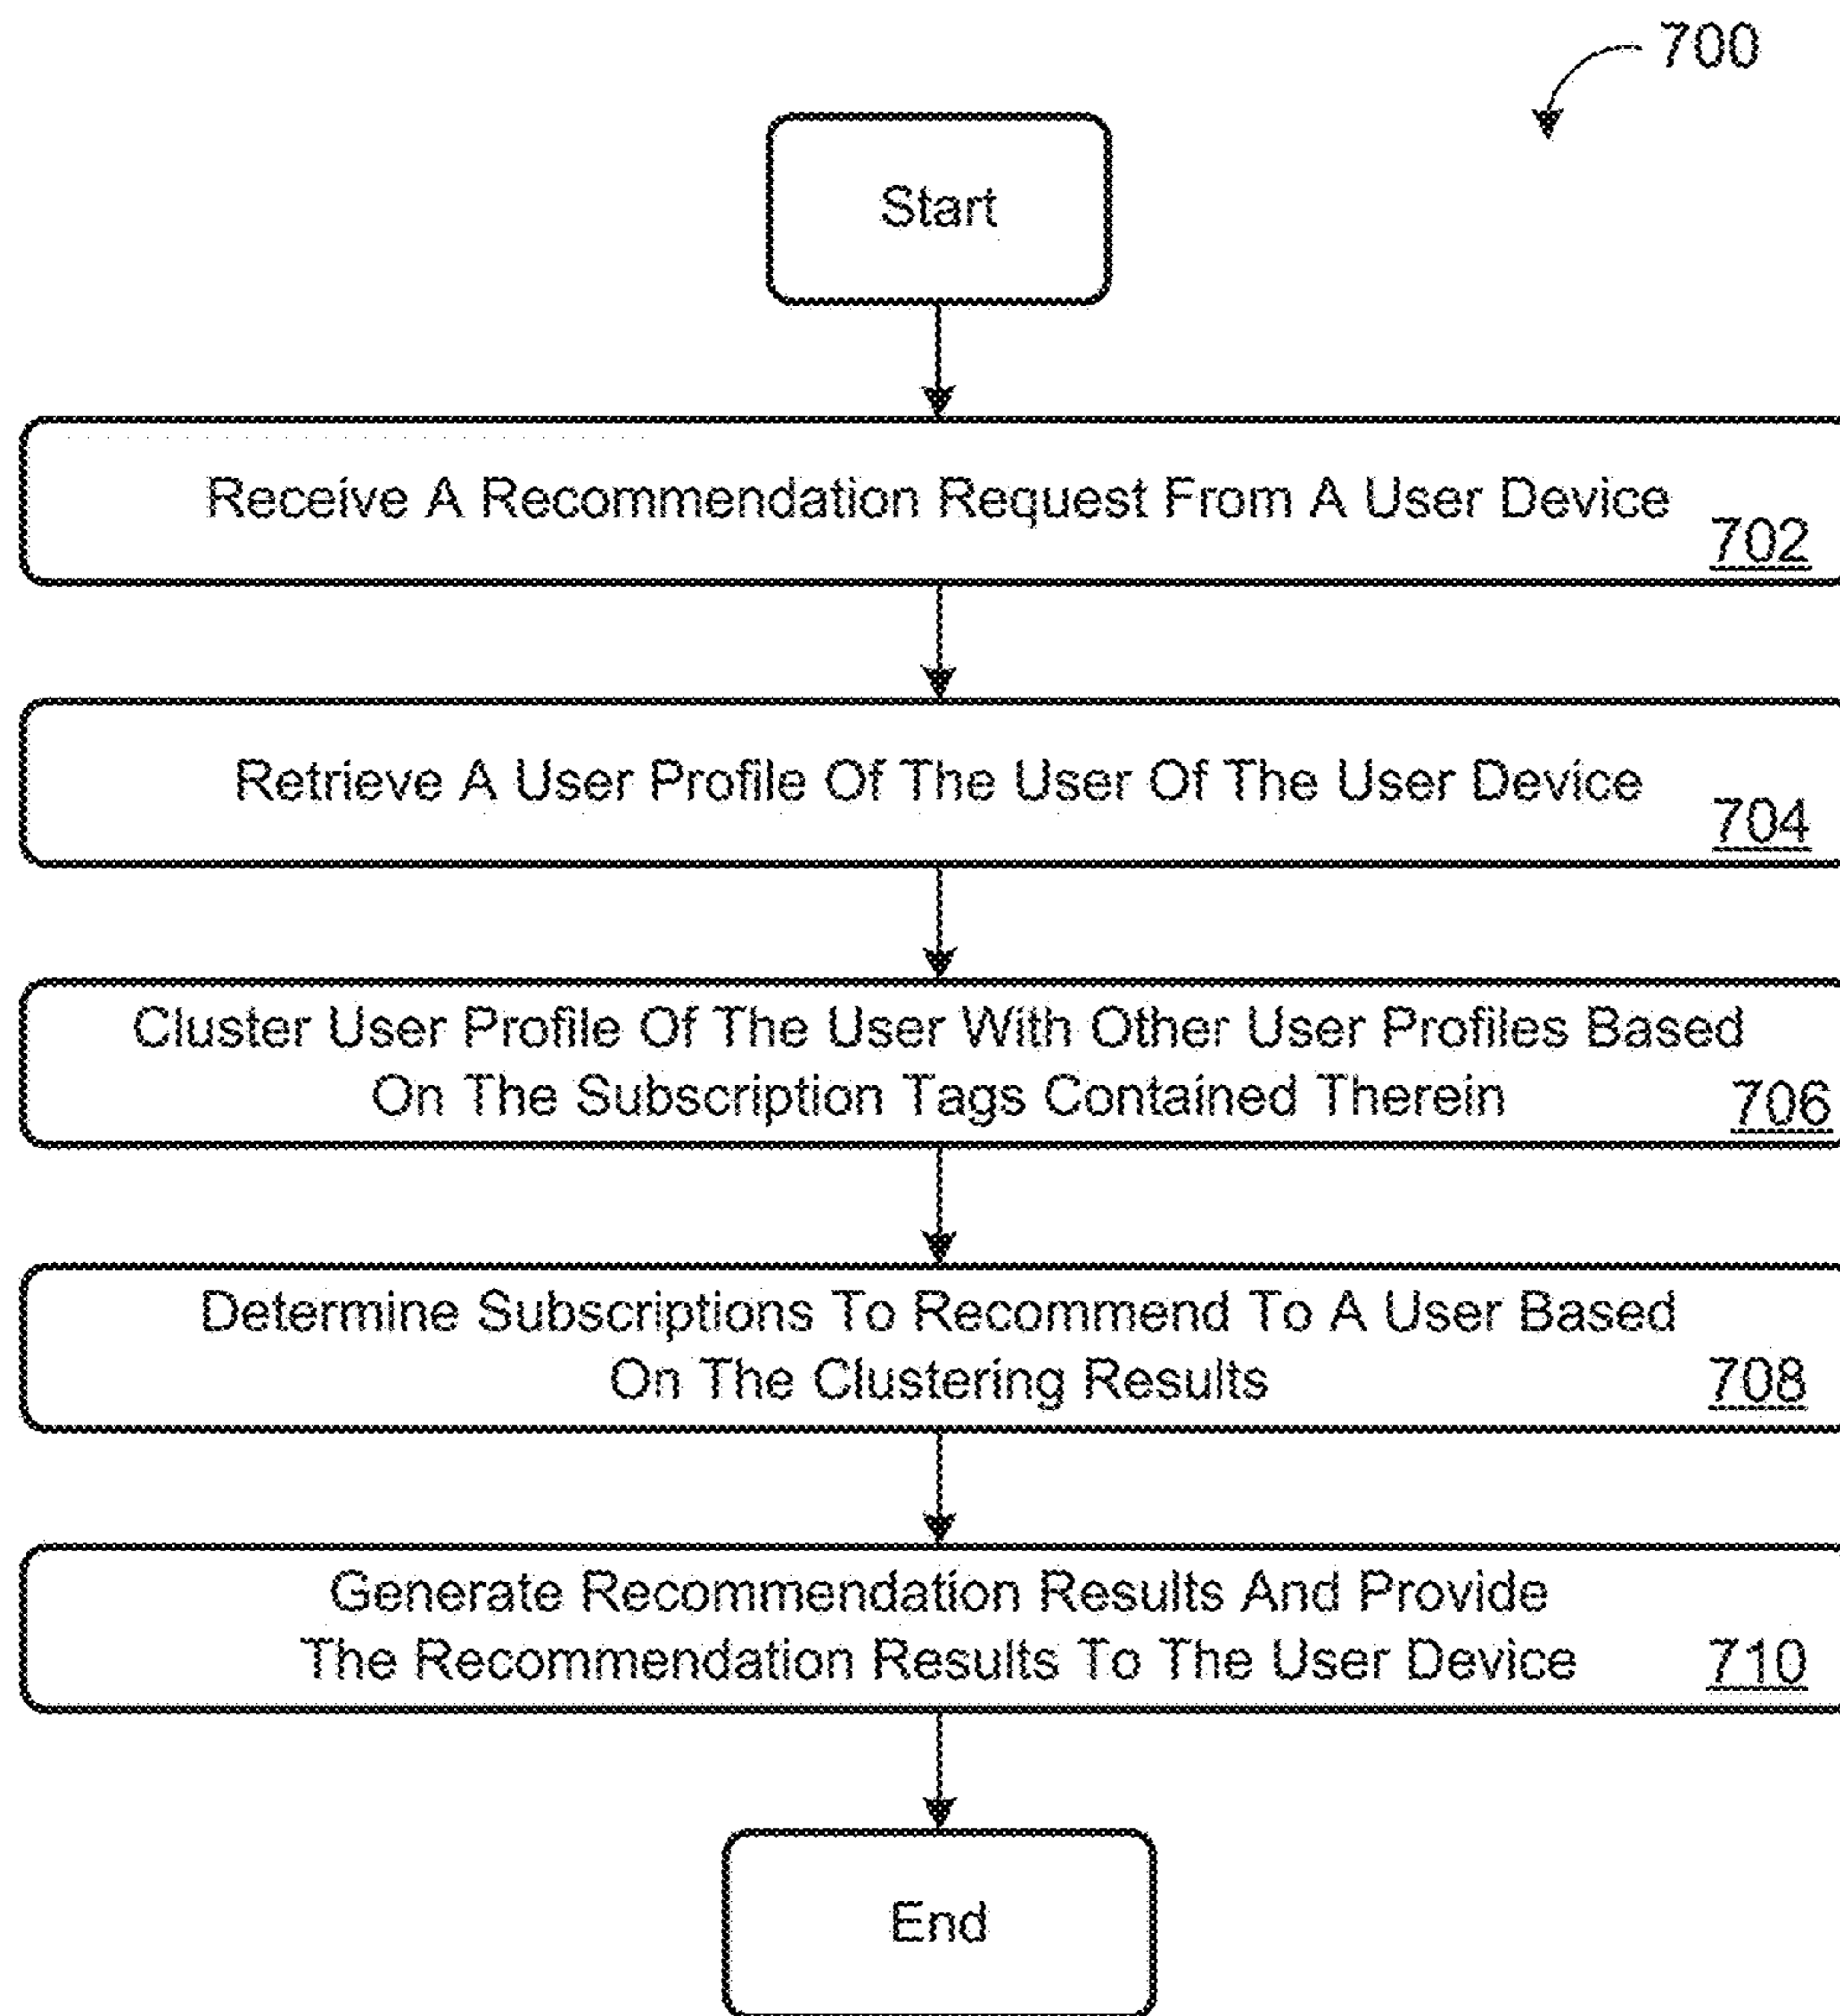 700
Start
Receive A Recommendation Request From A User Device
702
Retrieve A User Profile Of The User Of The User Device
704
Cluster User Profile Of The User With Other User Profiles Based
On The Subscription Tags Contained Therein
706
Determine Subscriptions To Recommend To A User Based
On The Clustering Results
708
Generate Recommendation Results And Provide
The Recommendation Results To The User Device
710
End